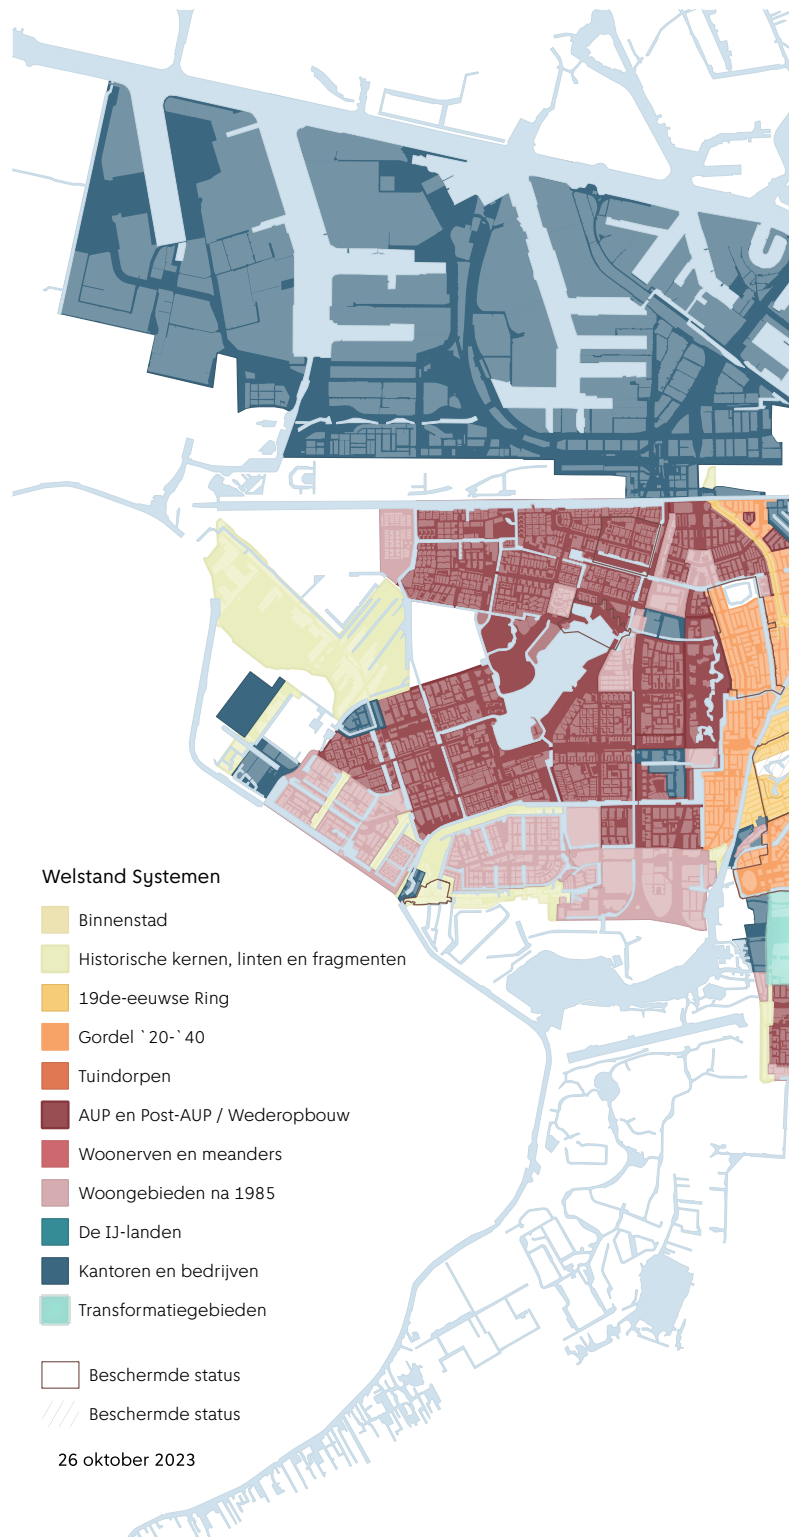 Welstand Systemen
Binnenstad
Historische kernen, linten en fragmenten
19de-eeuwse Ring
Gordel `20-`40
Tuindorpen
AUP en Post-AUP / Wederopbouw
Woonerven en meanders
Woongebieden na 1985
De IJ-landen
Kantoren en bedrijven
Transformatiegebieden
Beschermde status
Beschermde status
26 oktober 2023